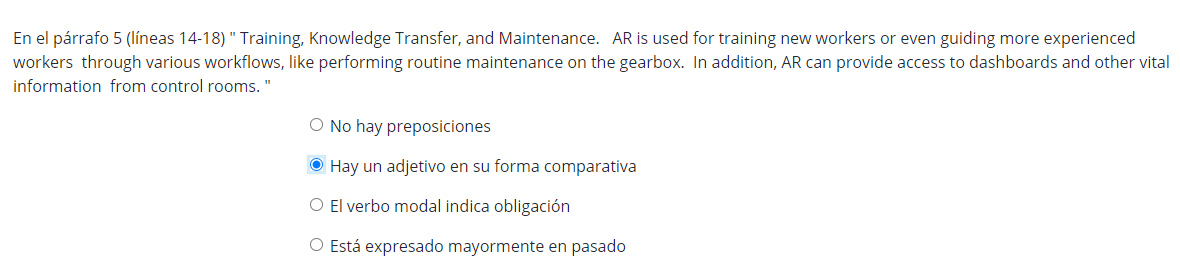 En el párrafo 5 (líneas 14-18) " Training, Knowledge Transfer, and Maintenance.   AR is used for training new workers or even guiding more experienced
workers  through various workflows, like performing routine maintenance on the gearbox.  In addition, AR can provide access to dashboards and other vital
information  from control rooms. "
No hay preposiciones
Hay un adjetivo en su forma comparativa
El verbo modal indica obligación
Está expresado mayormente en pasado